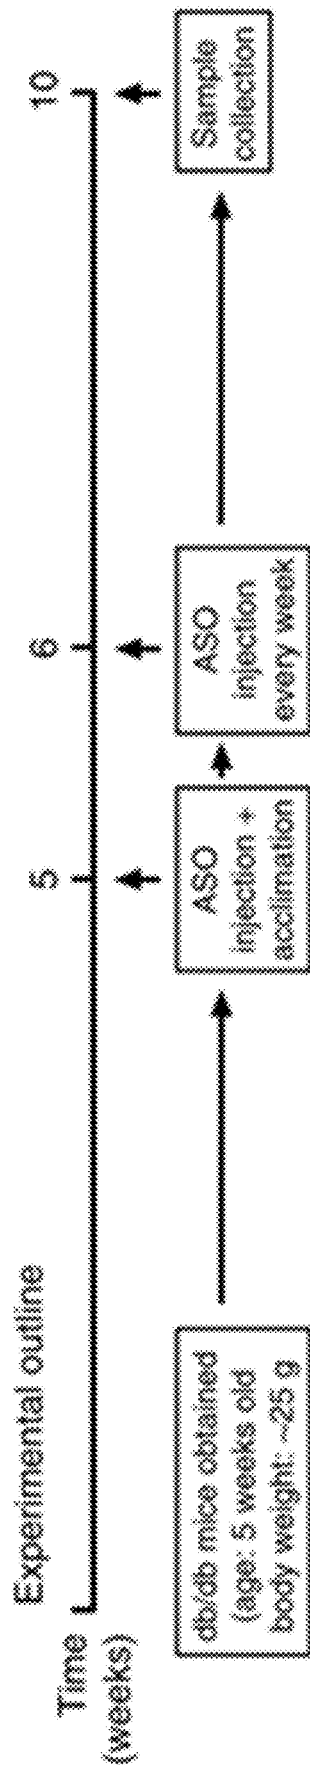 Experimental outline
Time
(weeks)
5
6
10
db/db mice obtained
(age: 5 weeks old
body weight: ~25 g
ASO
injection +
acclimation
ASO
injection
every week
Sample
collection